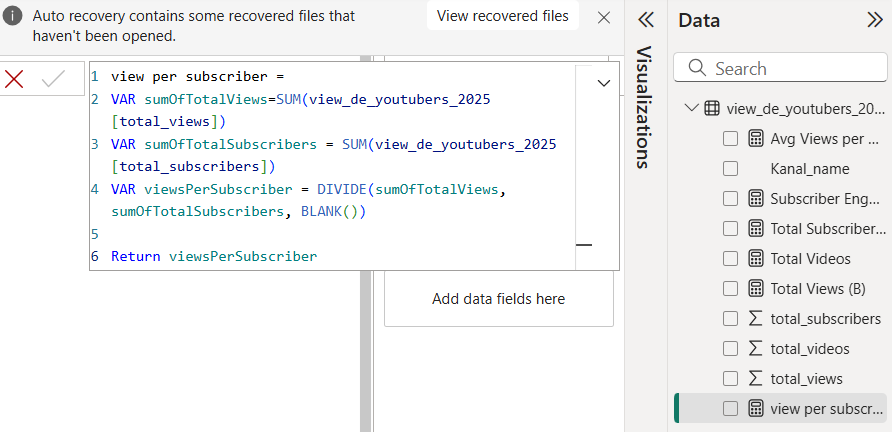 Auto recovery contains some recovered files that
haven't been opened.
View recovered files
1 view per subscriber =
2 VAR sumOfTotalViews=SUM(view_de_youtubers_2025
[total_views])
3 VAR sumOfTotalSubscribers = SUM(view_de_youtubers_2025
[total_subscribers])
4 VAR viewsPerSubscriber = DIVIDE(sumOfTotalViews,
sumOfTotalSubscribers, BLANK())
5
6 Return viewsPerSubscriber
Add data fields here
Visualizations
Data
Search
view_de_youtubers_20...
Avg Views per ...
Kanal_name
Subscriber Eng...
Total Subscriber...
Total Videos
Total Views (B)
total_subscribers
total_videos
total_views
view per subscr...